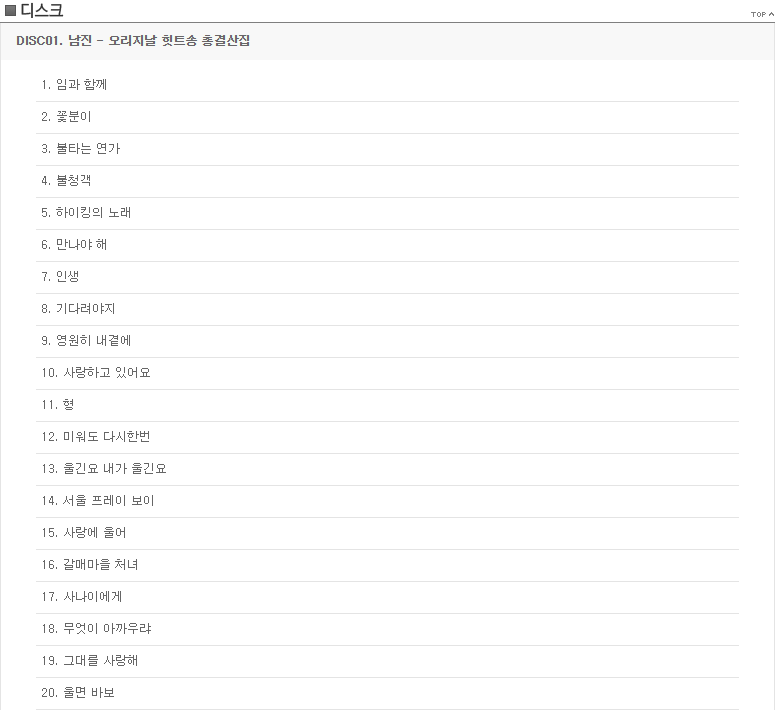 디스크
TOP
DISC01. 남진 - 오리지날 힛트송 총결산집
1. 임과 함께
2. 꽃분이
3. 불타는 연가
4. 불청객
5. 하이킹의 노래
6. 만나야 해
7. 인생
8. 기다려야지
9. 영원히 내곁에
10. 사랑하고 있어요
11. 형
12. 미워도 다시한번
13. 울긴요 내가 울긴요
14. 서울 프레이 보이
15. 사랑에 울어
16. 갈매마을 처녀
17. 사나이에게
18. 무엇이 아까우랴
19. 그대를 사랑해
20. 울면 바보